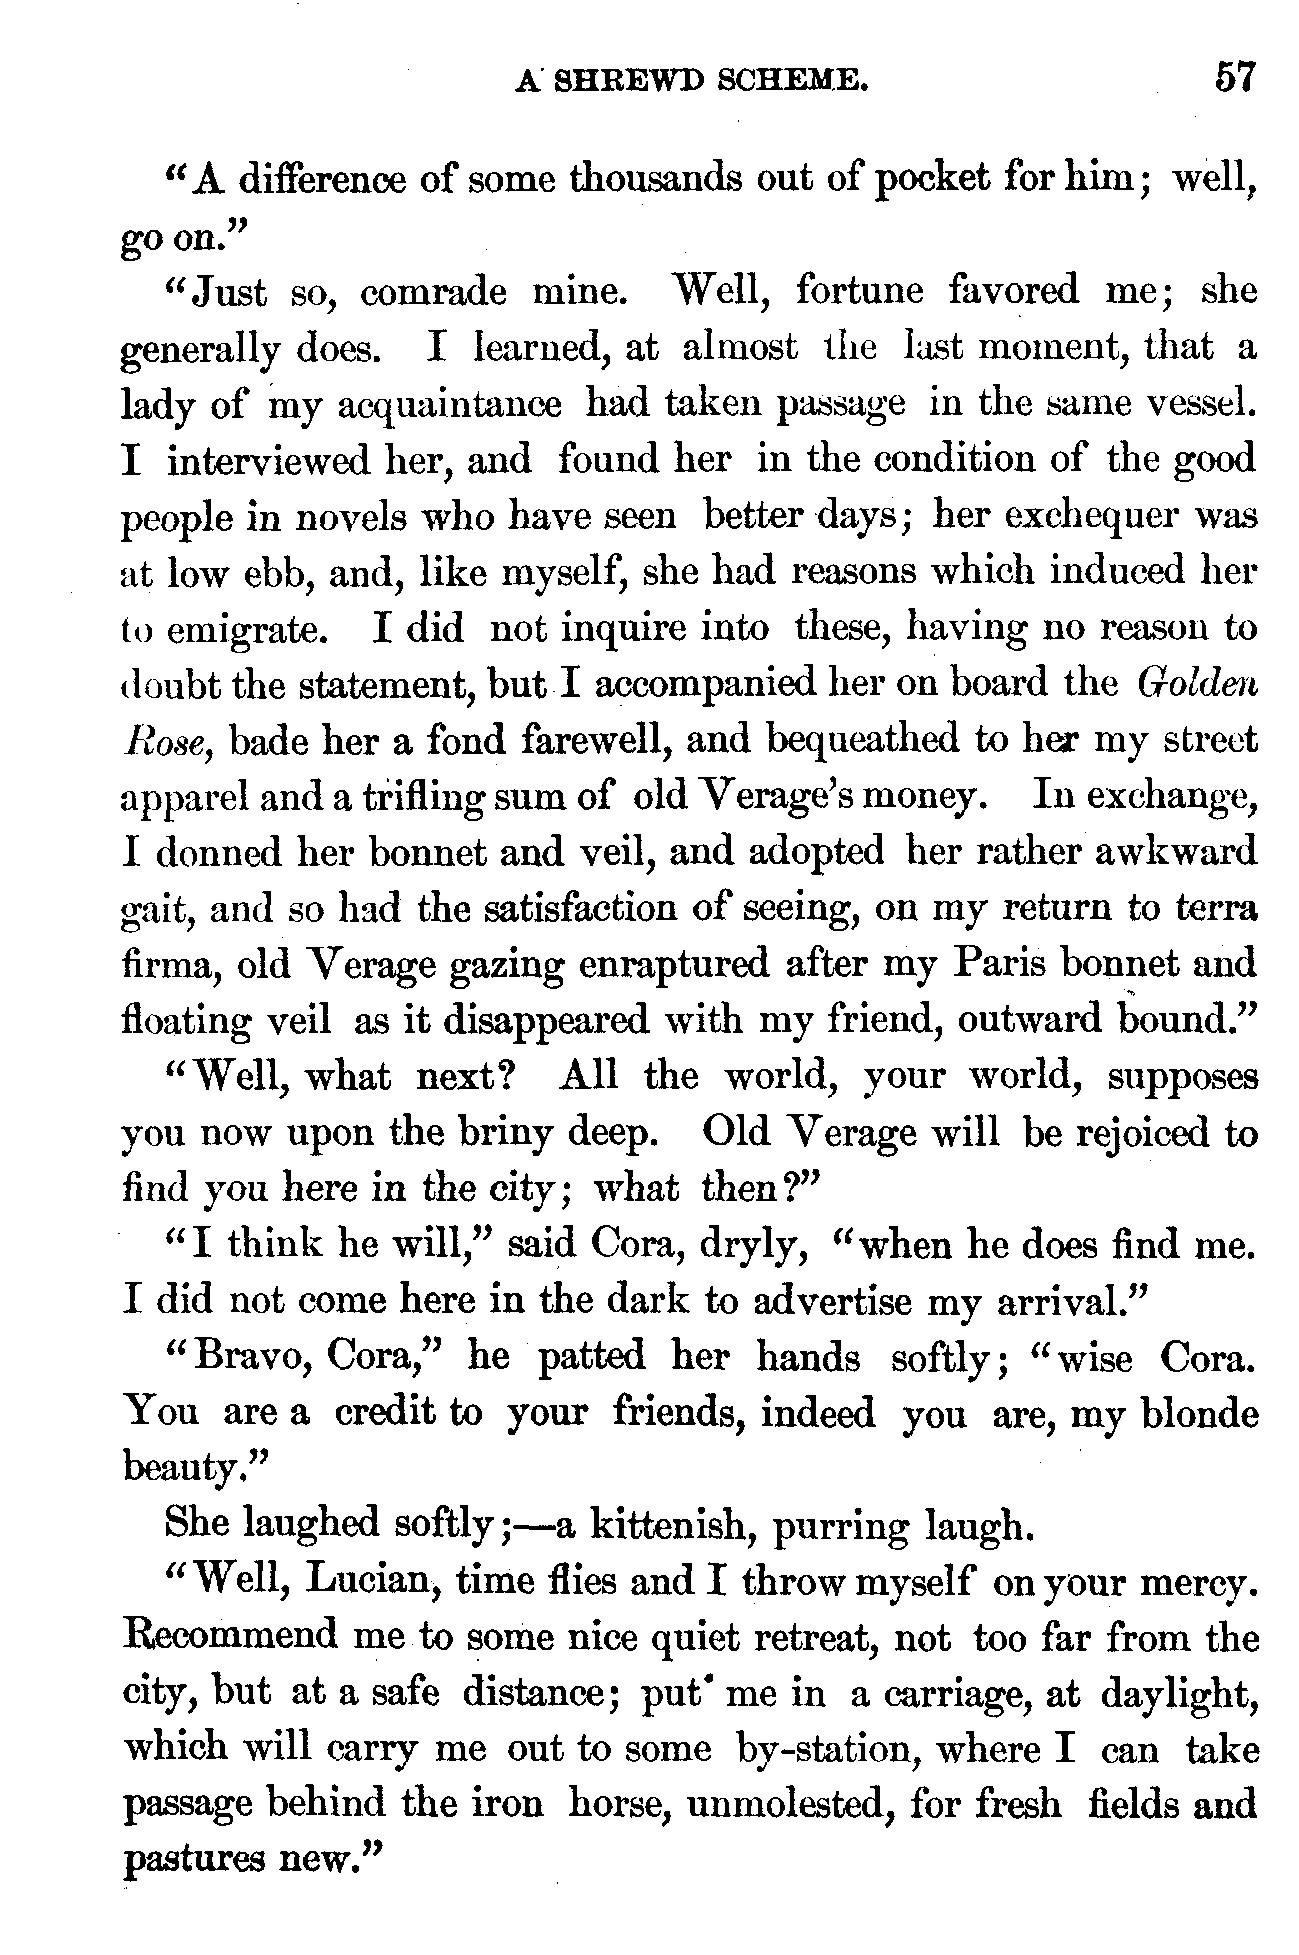 A SHREWD SCHEME. 57
“A difference of some thousands out of pocket for him; well,
go on.”
“Just so, comrade mine. Well, fortune favored me; she
generally does. I learned, at almost the last moment, that a
lady of my acquaintance had taken passage in the same vessel.
I interviewed her, and found her in the condition of the good
people in novels who have seen better days; her exchequer was
at low ebb, and, like myself, she had reasons which induced her
to emigrate. I did not inquire into these, having no reason to
doubt the statement, but I accompanied her on board the Golden
Rose, bade her a fond farewell, and bequeathed to her my street
apparel and a trifling sum of old Verage’s money. In exchange,
I donned her bonnet and veil, and adopted her rather awkward
gait, and so had the satisfaction of seeing, on my return to terra
firma, old Verage gazing enraptured after my Paris bonnet and
floating veil as it disappeared with my friend, outward bound.”
“Well, what next? All the world, your world, supposes
you now upon the briny deep. Old Verage will be rejoiced to
find you here in the city; what then?”
“I think he will,” said Cora, dryly, “when he does find me.
I did not come here in the dark to advertise my arrival.”
“Bravo, Cora,” he patted her hands softly; “wise Cora.
You are a credit to your friends, indeed you are, my blonde
beauty.”
She laughed softly;—a kittenish, purring laugh.
“Well, Lucian, time flies and I throw myself on your mercy.
Recommend me to some nice quiet retreat, not too far from the
city, but at a safe distance; put me in a carriage, at daylight,
which will carry me out to some by-station, where I can take
passage behind the iron horse, unmolested, for fresh fields and
pastures new.”